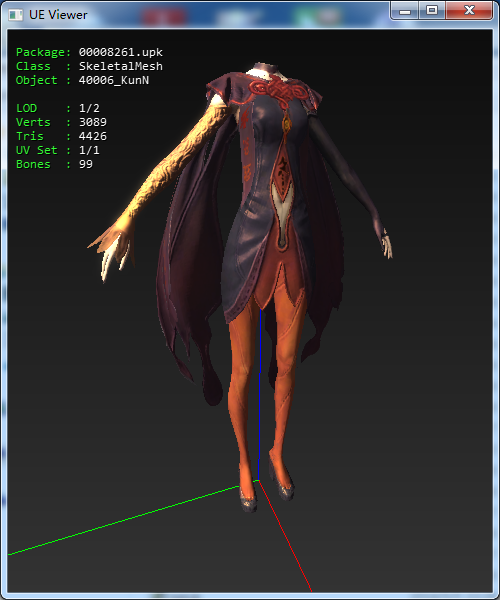 UE Viewer
Package: 00008261.upk
Class : SkeletalMesh
Object : 40006_KunN
LOD : 1/2
Verts : 3089
Tris : 4426
UV Set : 1/1
Bones : 99